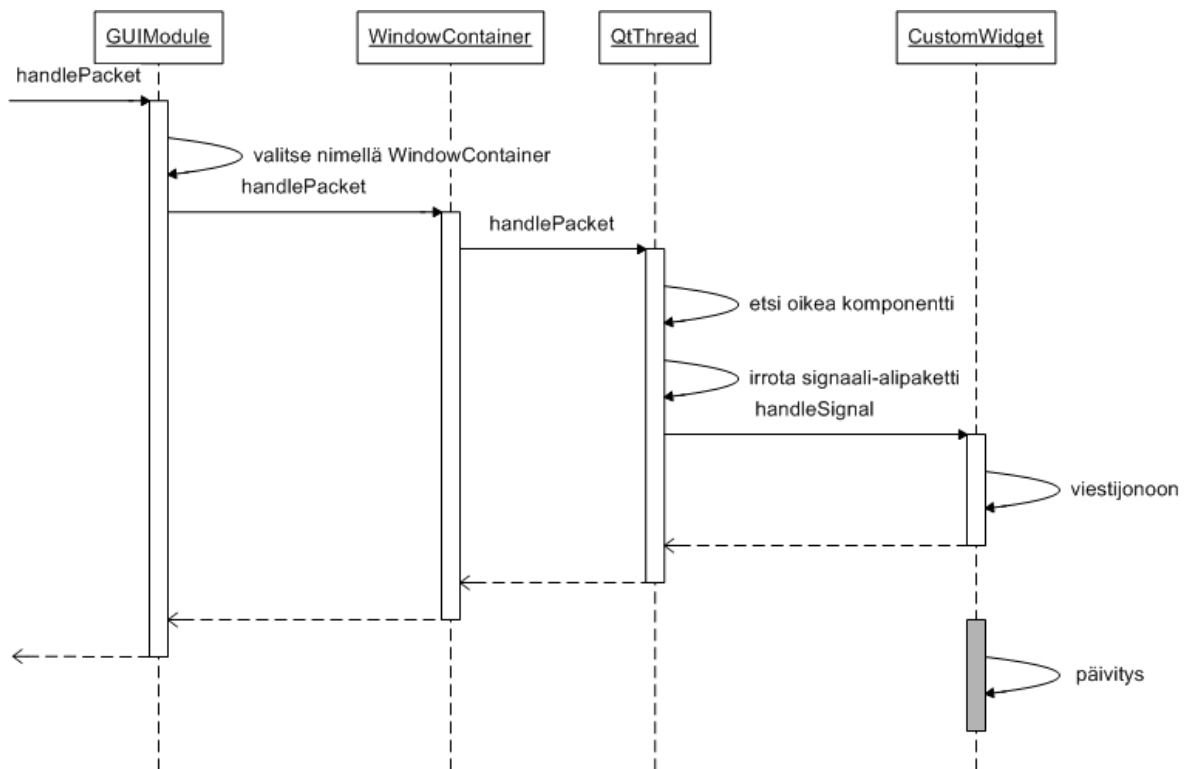 GUIModule
WindowContainer
QtThread
CustomWidget
handlePacket
valitse nimellä WindowContainer
handlePacket
handlePacket
etsi oikea komponentti
irrota signaali-alipaketti
handleSignal
viestijonoon
päivitys